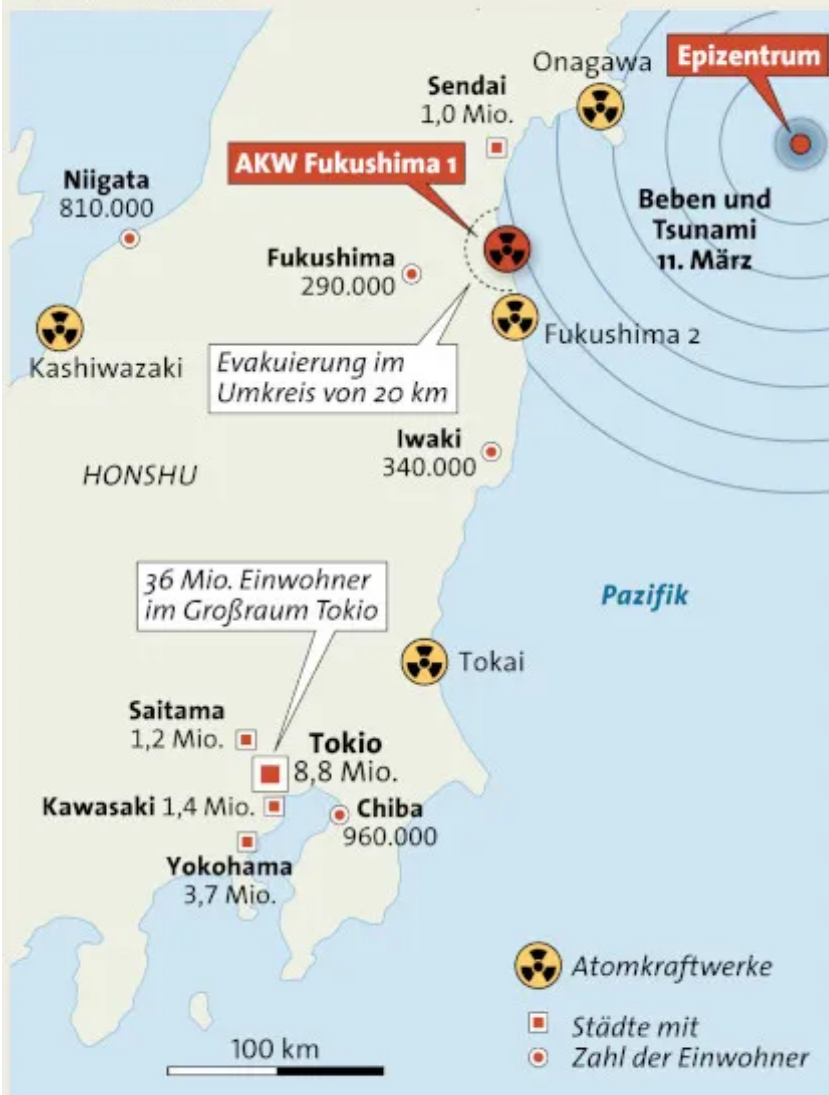 Onagawa
Epizentrum
Sendai
1,0 Mio.
AKW Fukushima 1
Niigata
810.000
Beben und
Tsunami
11. März
Fukushima
290.000
Fukushima 2
Kashiwazaki
Evakuierung im
Umkreis von 20 km
Iwaki
340.000
HONSHU
36 Mio. Einwohner
im Großraum Tokio
Pazifik
Tokai
Saitama
1,2 Mio.
Tokio
8,8 Mio.
Kawasaki 1,4 Mio.
Chiba
960.000
Yokohama
3,7 Mio.
Atomkraftwerke
Städte mit
Zahl der Einwohner
100 km